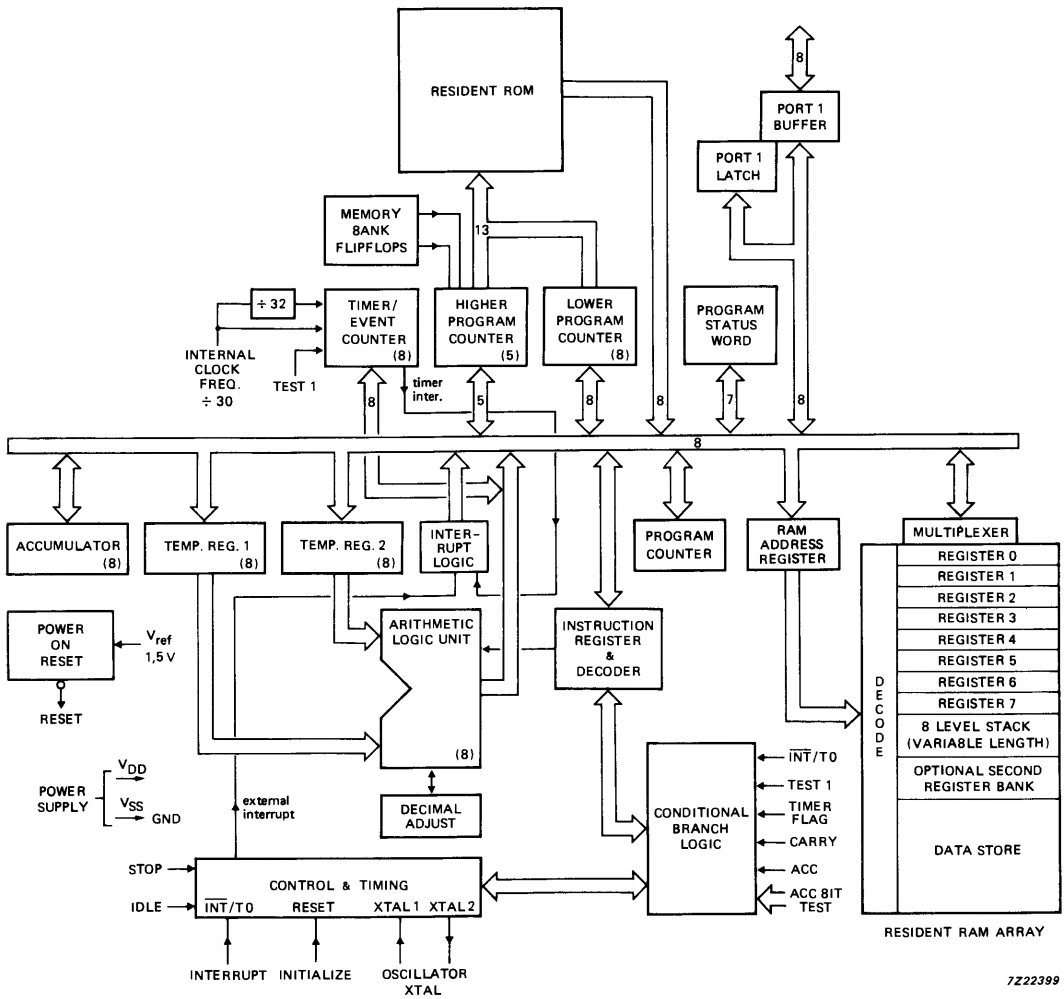 RESIDENT ROM
8
PORT 1
BUFFER
PORT 1
LATCH
MEMORY
8ANK
FLIPFLOPS
13
÷ 32
TIMER/
EVENT
COUNTER
(8)
HIGHER
PROGRAM
COUNTER
(5)
LOWER
PROGRAM
COUNTER
(8)
PROGRAM
STATUS
WORD
INTERNAL
CLOCK
FREQ.
÷ 30
TEST 1
timer
inter.
8
5
8
8
7
8
8
ACCUMULATOR
(8)
TEMP. REG. 1
(8)
TEMP. REG. 2
(8)
INTER-
RUPT
LOGIC
PROGRAM
COUNTER
RAM
ADDRESS
REGISTER
MULTIPLEXER
REGISTER 0
REGISTER 1
REGISTER 2
REGISTER 3
REGISTER 4
REGISTER 5
REGISTER 6
REGISTER 7
8 LEVEL STACK
(VARIA8LE LENGTH)
OPTIONAL SECOND
REGISTER BANK
DATA STORE
DECODE
RESIDENT RAM ARRAY
POWER
ON
RESET
Vref
1,5 V
RESET
ARITHMETIC
LOGIC UNIT
(8)
INSTRUCTION
REGISTER
&
DECODER
DECIMAL
ADJUST
POWER
SUPPLY
VDD
VSS
GND
external
interrupt
CONDITIONAL
BRANCH
LOGIC
I̅N̅T̅/T0
TEST 1
TIMER
FLAG
CARRY
ACC
ACC 8IT
TEST
STOP
IDLE
CONTROL & TIMING
I̅N̅T̅/T0 RESET XTAL 1 XTAL 2
INTERRUPT INITIALIZE OSCILLATOR
XTAL
7Z22399